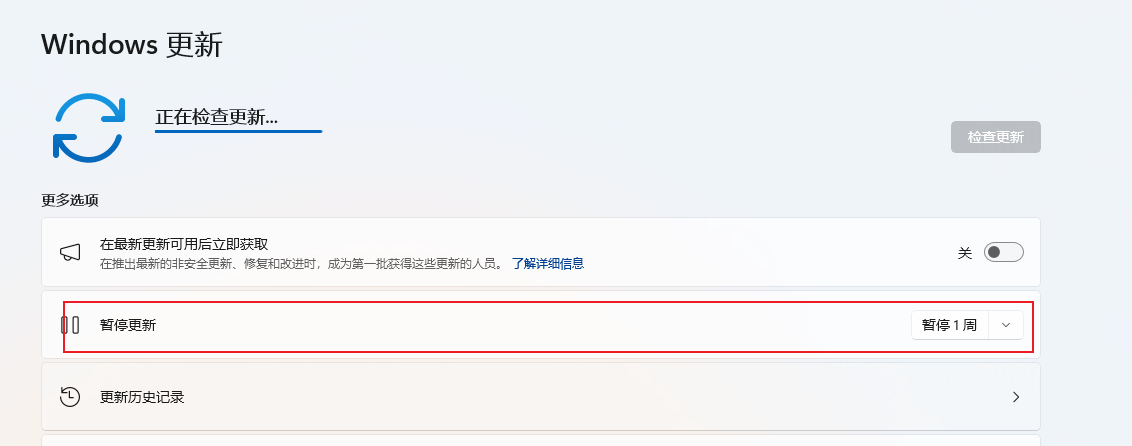 Windows 更新
正在检查更新...
检查更新
更多选项
在最新更新可用后立即获取
在推出最新的非安全更新、修复和改进时，成为第一批获得这些更新的人员。 了解详细信息
关
暂停更新
暂停 1 周
更新历史记录